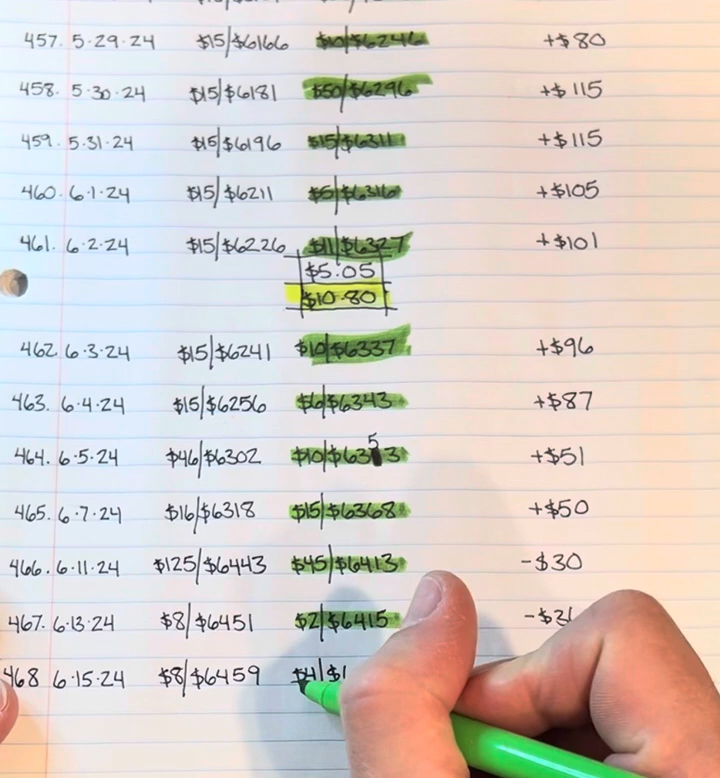 457. 5·29·24 $15/$6166 $10/$6246 +$80
458. 5·30·24 $15/$6181 $50/$6296 +$115
459. 5·31·24 $15/$6196 $15/$6311 +$115
460. 6·1·24 $15/$6211 $5/$6316 +$105
461. 6·2·24 $15/$6226 $11/$6327 +$101
$5.05
$10.80
462. 6·3·24 $15/$6241 $10/$6337 +$96
463. 6·4·24 $15/$6256 $6/$6343 +$87
464. 6·5·24 $46/$6302 $10/$6353 +$51
465. 6·7·24 $16/$6318 $15/$6368 +$50
466. 6·11·24 $125/$6443 $45/$6413 -$30
467. 6·13·24 $8/$6451 $2/$6415
468 6·15·24 $8/$6459 $4/$